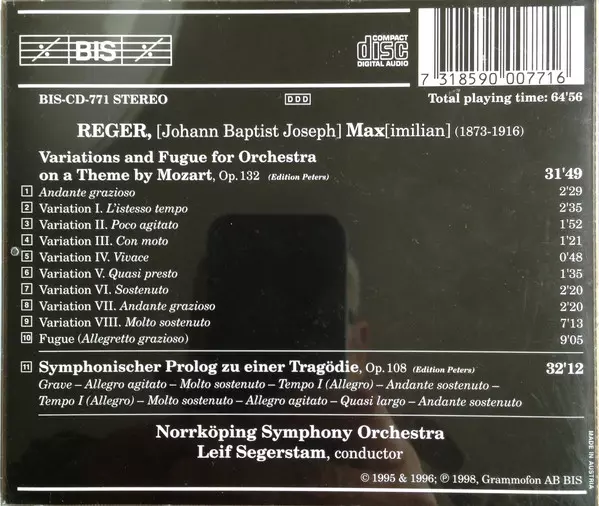 BIS
COMPACT
disc
DIGITAL AUDIO
7 318590 007716
BIS-CD-771 STEREO
DDD
Total playing time: 64'56
REGER, [Johann Baptist Joseph] Max[imilian] (1873-1916)
Variations and Fugue for Orchestra
on a Theme by Mozart, Op. 132 (Edition Peters) 31'49
1 Andante grazioso 2'29
2 Variation I. L'istesso tempo 2'35
3 Variation II. Poco agitato 1'52
4 Variation III. Con moto 1'21
5 Variation IV. Vivace 0'48
6 Variation V. Quasi presto 1'35
7 Variation VI. Sostenuto 2'20
8 Variation VII. Andante grazioso 2'20
9 Variation VIII. Molto sostenuto 7'13
10 Fugue (Allegretto grazioso) 9'05
11 Symphonischer Prolog zu einer Tragödie, Op. 108 (Edition Peters) 32'12
Grave – Allegro agitato – Molto sostenuto – Tempo I (Allegro) – Andante sostenuto –
Tempo I (Allegro) – Molto sostenuto – Allegro agitato – Quasi largo – Andante sostenuto
Norrköping Symphony Orchestra
Leif Segerstam, conductor
© 1995 & 1996; ℗ 1998, Grammofon AB BIS
MADE IN AUSTRIA